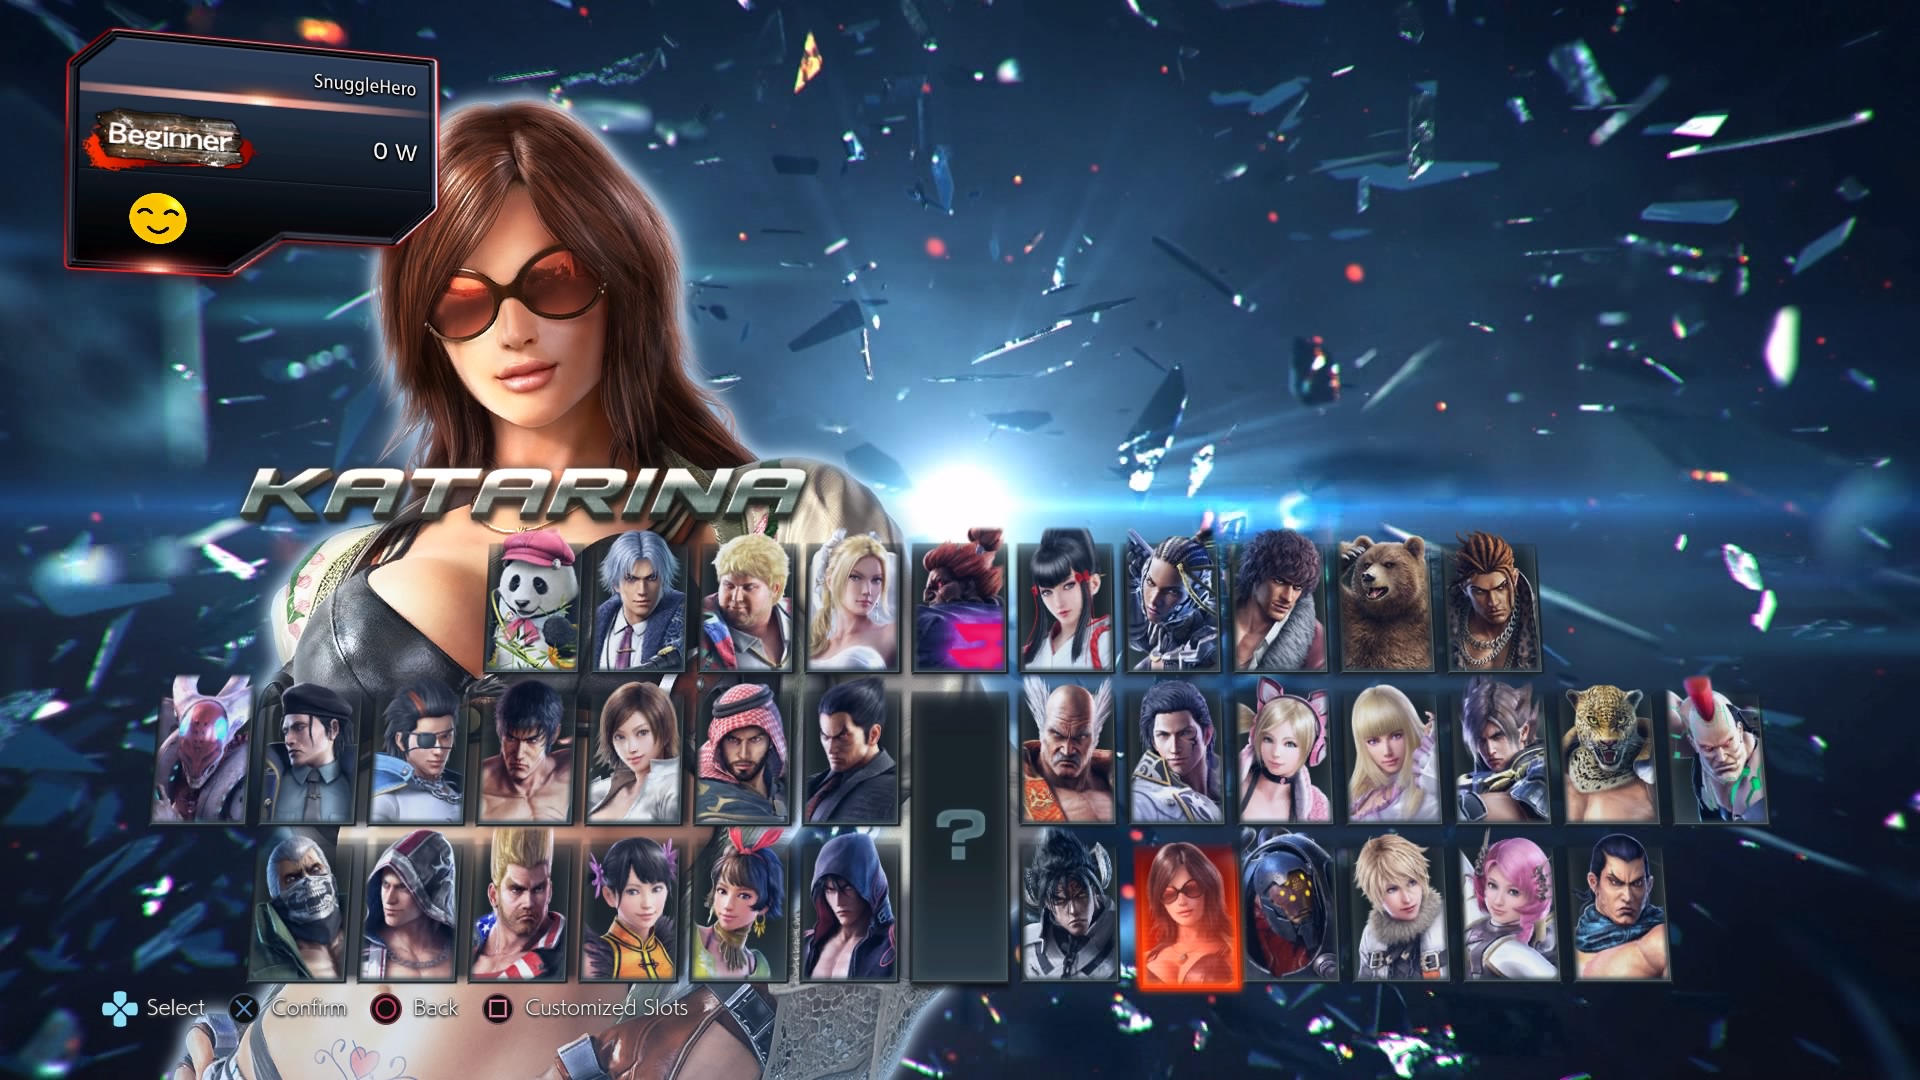 SnuggleHero
Beginner
0 W
KATARINA
?
Select
Confirm
Back
Customized Slots